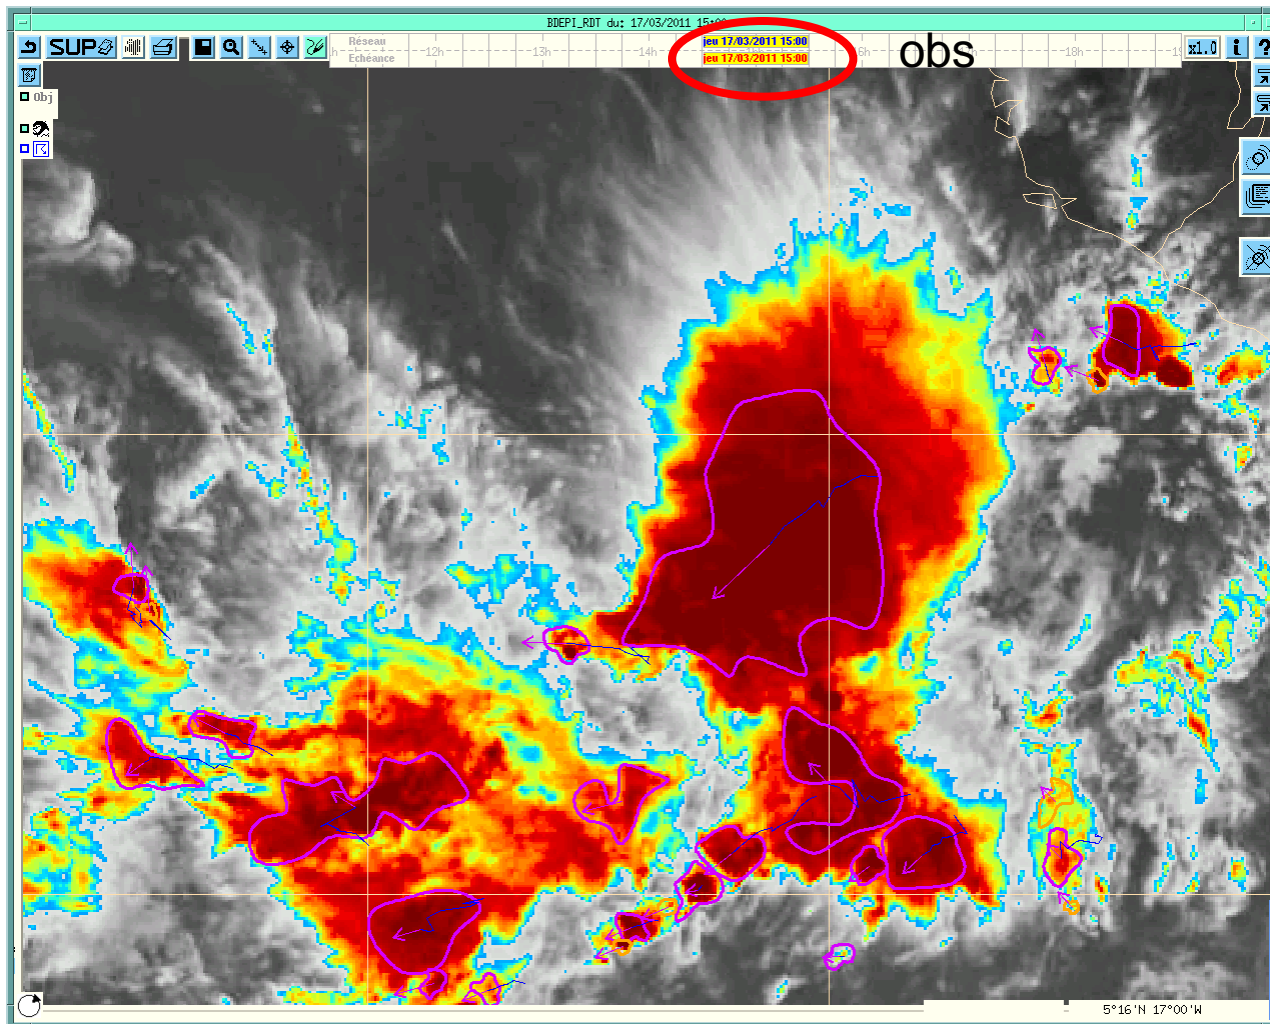 BDEPI_RDT du: 17/03/2011 15:00
SUP
Réseau
Echéance
12h
13h
14h
jeu 17/03/2011 15:00
jeu 17/03/2011 15:00
16h
obs
18h
x1.0
i
?
Obj
5°16'N 17°00'W